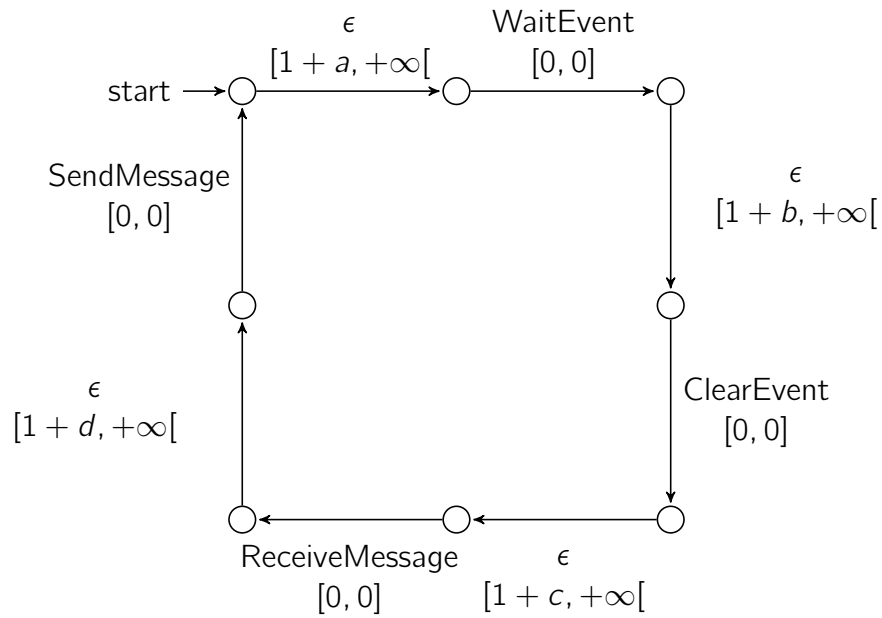 ϵ
[1 + a, +∞[
WaitEvent
[0, 0]
start
SendMessage
[0, 0]
ϵ
[1 + b, +∞[
ϵ
[1 + d, +∞[
ClearEvent
[0, 0]
ReceiveMessage
[0, 0]
ϵ
[1 + c, +∞[